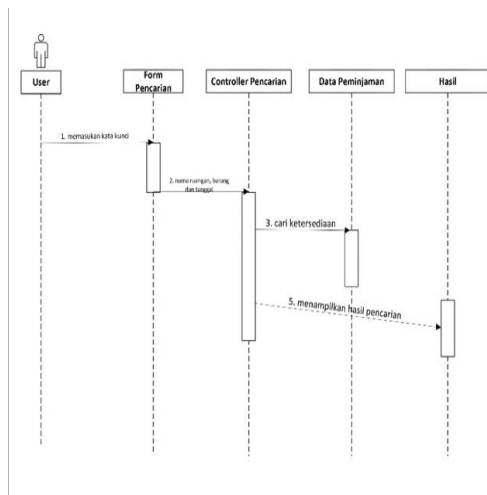 User
Form
Pencarian
Controller Pencarian
Data Peminjaman
Hasil
1. memasukan kata kunci
2. nama ruangan, barang
dan tanggal
3. cari ketersediaan
5. menampilkan hasil pencarian